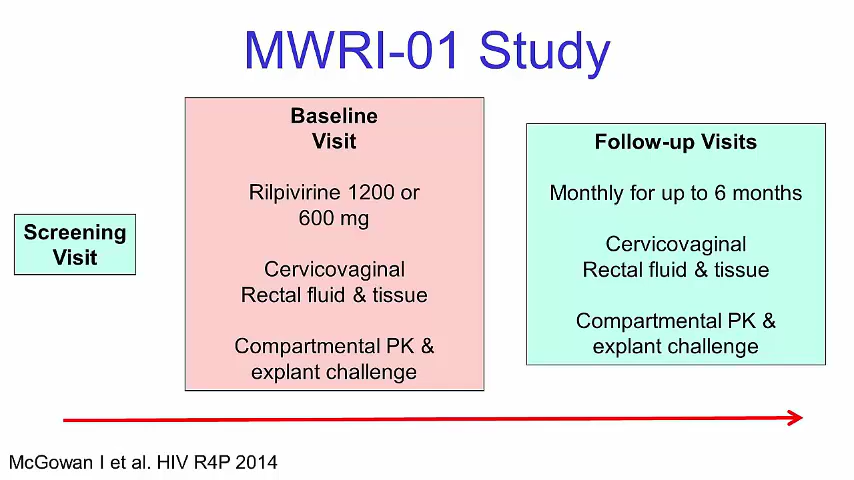 MWRI-01 Study
Screening
Visit
Baseline
Visit
Rilpivirine 1200 or
600 mg
Cervicovaginal
Rectal fluid & tissue
Compartmental PK &
explant challenge
Follow-up Visits
Monthly for up to 6 months
Cervicovaginal
Rectal fluid & tissue
Compartmental PK &
explant challenge
McGowan I et al. HIV R4P 2014